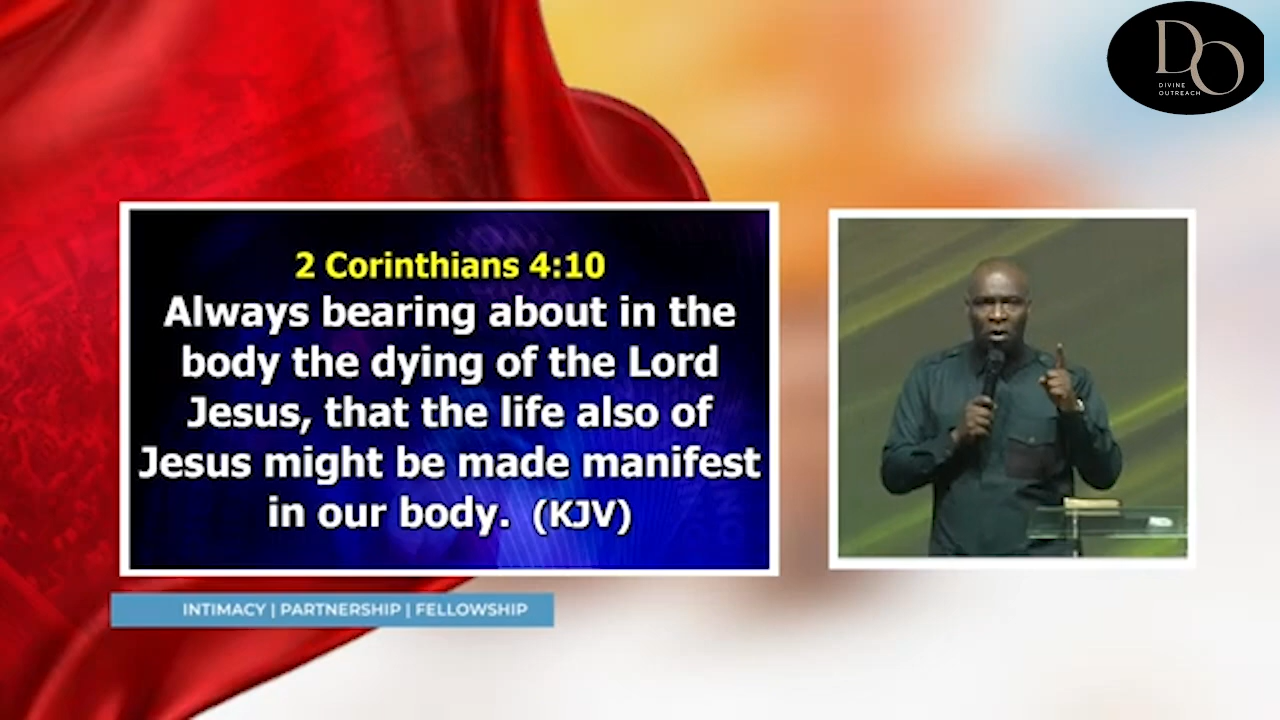 DO
DIVINE
OUTREACH
2 Corinthians 4:10
Always bearing about in the
body the dying of the Lord
Jesus, that the life also of
Jesus might be made manifest
in our body. (KJV)
INTIMACY | PARTNERSHIP | FELLOWSHIP